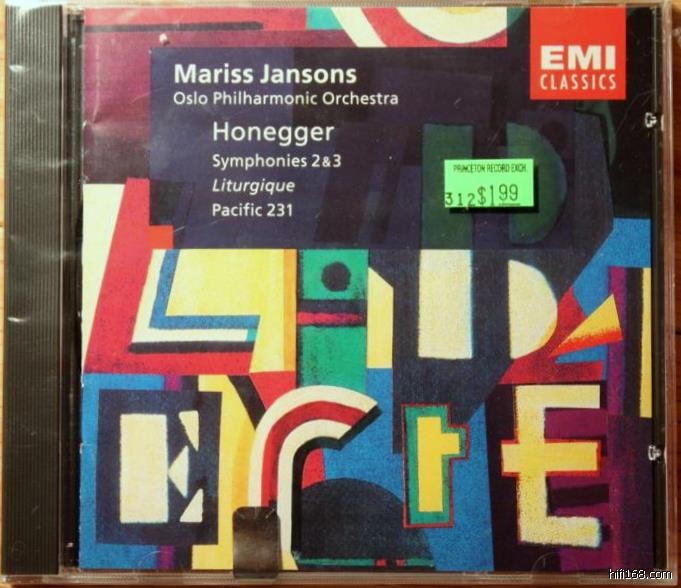 Mariss Jansons
Oslo Philharmonic Orchestra
Honegger
Symphonies 2&3
Liturgique
Pacific 231
EMI
CLASSICS
PRINCETON RECORD EXCH.
312 $1.99
LIBERtE
hifi168.com